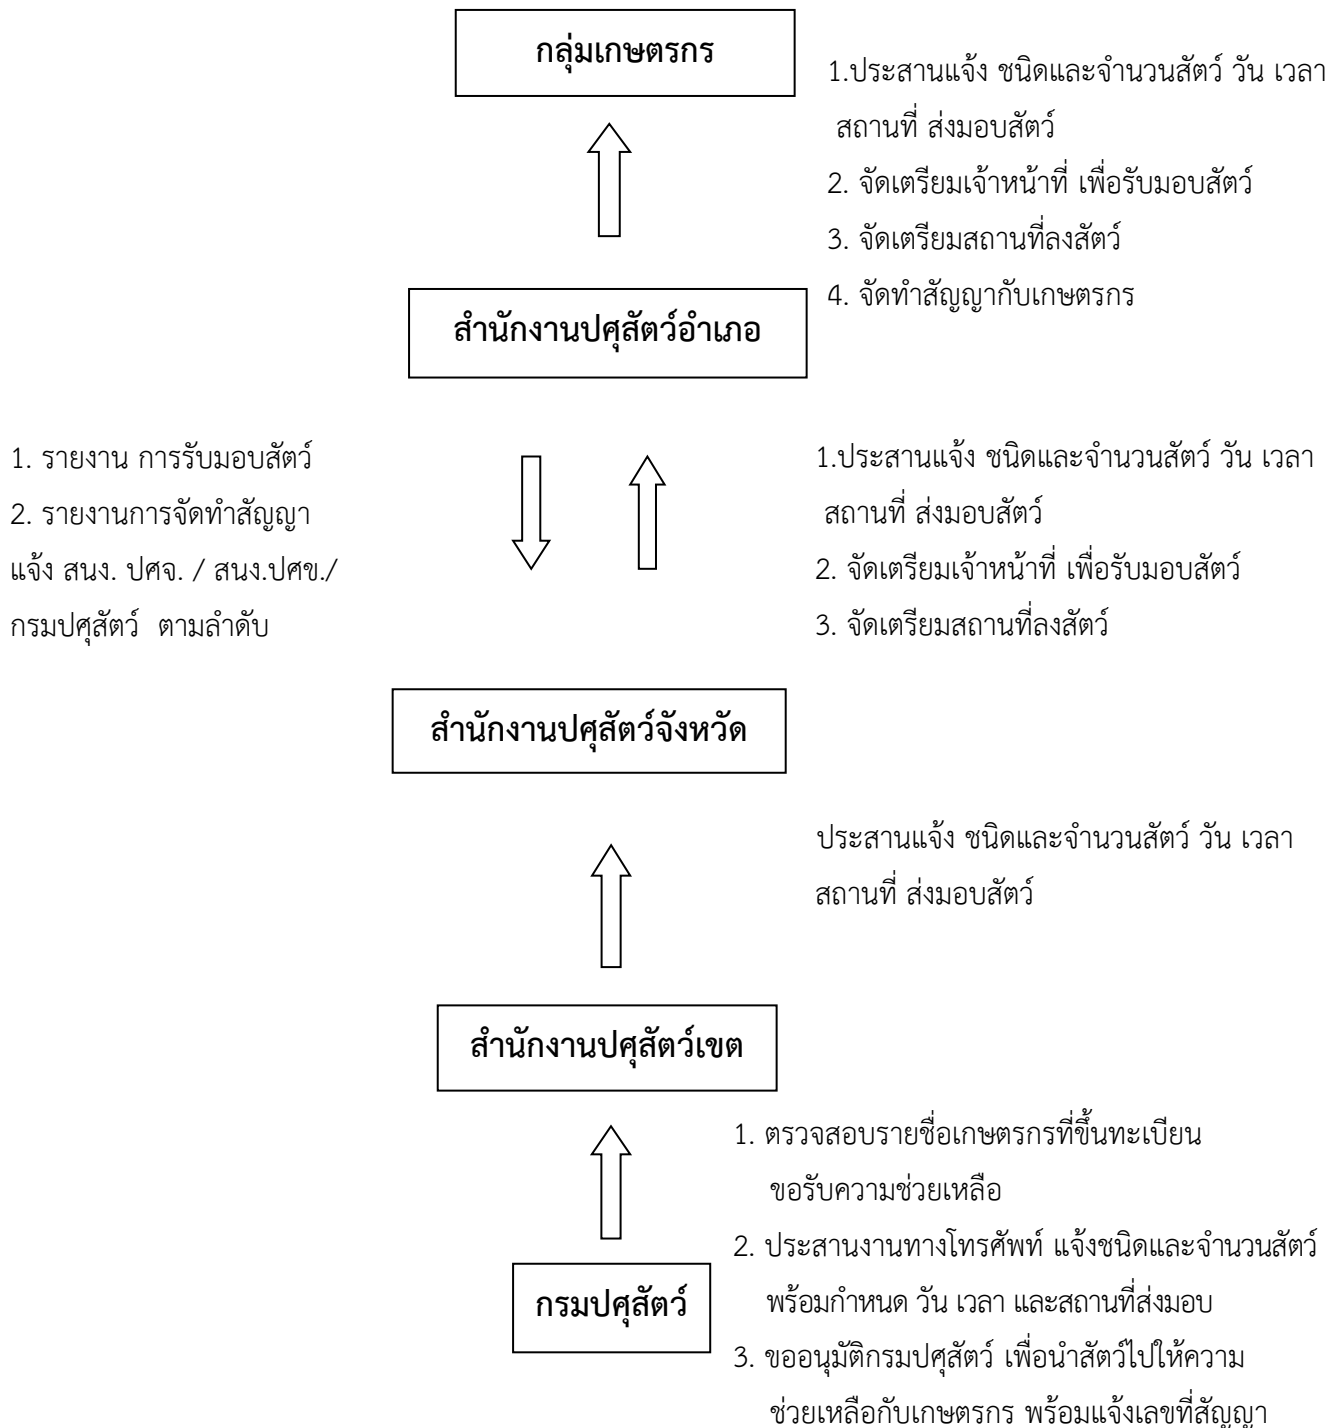 กลุ่มเกษตรกร
1.ประสานแจ้ง ชนิดและจำนวนสัตว์ วัน เวลา
สถานที่ ส่งมอบสัตว์
2. จัดเตรียมเจ้าหน้าที่ เพื่อรับมอบสัตว์
3. จัดเตรียมสถานที่ลงสัตว์
4. จัดทำสัญญากับเกษตรกร
สำนักงานปศุสัตว์อำเภอ
1. รายงาน การรับมอบสัตว์
2. รายงานการจัดทำสัญญา
แจ้ง สนง. ปศจ. / สนง.ปศข./
กรมปศุสัตว์  ตามลำดับ
1.ประสานแจ้ง ชนิดและจำนวนสัตว์ วัน เวลา
สถานที่ ส่งมอบสัตว์
2. จัดเตรียมเจ้าหน้าที่ เพื่อรับมอบสัตว์
3. จัดเตรียมสถานที่ลงสัตว์
สำนักงานปศุสัตว์จังหวัด
ประสานแจ้ง ชนิดและจำนวนสัตว์ วัน เวลา
สถานที่ ส่งมอบสัตว์
สำนักงานปศุสัตว์เขต
1. ตรวจสอบรายชื่อเกษตรกรที่ขึ้นทะเบียน
ขอรับความช่วยเหลือ
2. ประสานงานทางโทรศัพท์ แจ้งชนิดและจำนวนสัตว์
พร้อมกำหนด วัน เวลา และสถานที่ส่งมอบ
3. ขออนุมัติกรมปศุสัตว์ เพื่อนำสัตว์ไปให้ความ
ช่วยเหลือกับเกษตรกร พร้อมแจ้งเลขที่สัญญา
กรมปศุสัตว์